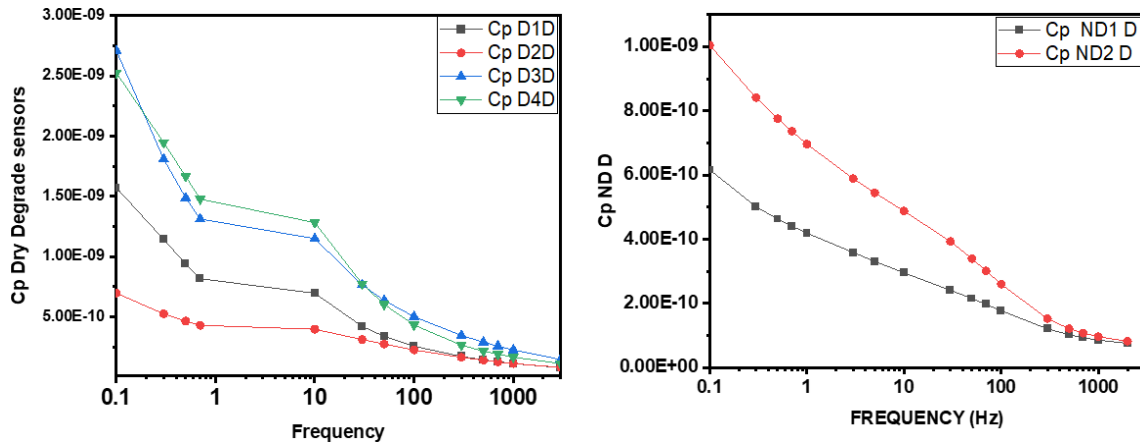 3.00E-09
2.50E-09
2.00E-09
1.50E-09
1.00E-09
5.00E-10
Cp Dry Degrade sensors
Cp D1D
Cp D2D
Cp D3D
Cp D4D
0.1 1 10 100 1000
Frequency
1.00E-09
8.00E-10
6.00E-10
4.00E-10
2.00E-10
0.00E+00
Cp ND D
Cp ND1 D
Cp ND2 D
0.1 1 10 100 1000
FREQUENCY (Hz)